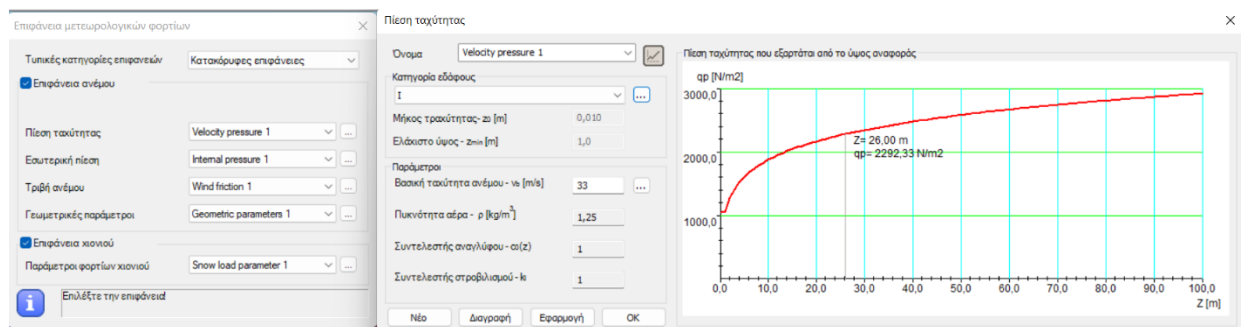 Επιφάνεια μετεωρολογικών φορτίων
Τυπικές κατηγορίες επιφανειών
Κατακόρυφες επιφάνειες
Επιφάνεια ανέμου
Πίεση ταχύτητας
Velocity pressure 1
...
Εσωτερική πίεση
Internal pressure 1
...
Τριβή ανέμου
Wind friction 1
...
Γεωμετρικές παράμετροι
Geometric parameters 1
...
Επιφάνεια χιονιού
Παράμετροι φορτίων χιονιού
Snow load parameter 1
...
Επιλέξτε την επιφάνεια!
Πίεση ταχύτητας
Όνομα
Velocity pressure 1
Κατηγορία εδάφους
I
...
Μήκος τραχύτητας- z0 [m]
0,010
Ελάχιστο ύψος - zmin [m]
1,0
Παράμετροι
Βασική ταχύτητα ανέμου - vb [m/s]
33
...
Πυκνότητα αέρα - ρ [kg/m3]
1,25
Συντελεστής αναγλύφου - c0(z)
1
Συντελεστής στροβιλισμού - kl
1
Νέο
Διαγραφή
Εφαρμογή
OK
Πίεση ταχύτητας που εξαρτάται από το ύψος αναφοράς
qp [N/m2]
3000,0
2000,0
1000,0
Z= 26,00 m
qp= 2292,33 N/m2
0,0 10,0 20,0 30,0 40,0 50,0 60,0 70,0 80,0 90,0 100,0
Z [m]